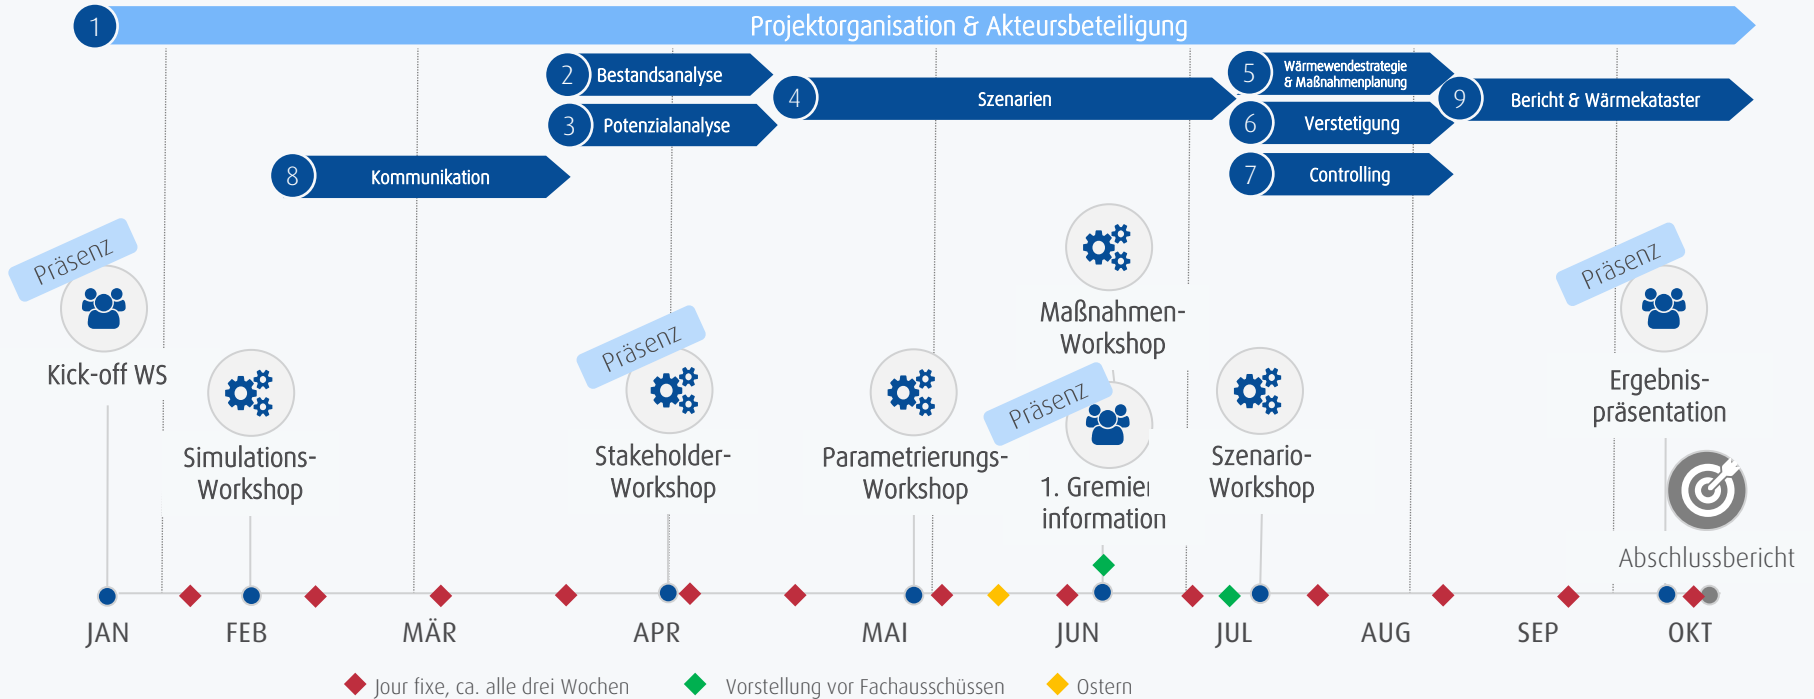 1 Projektorganisation & Akteursbeteiligung
2 Bestandsanalyse
3 Potenzialanalyse
4 Szenarien
5 Wärmewendestrategie
& Maßnahmenplanung
6 Verstetigung
7 Controlling
9 Bericht & Wärmekataster
8 Kommunikation
Präsenz
Kick-off WS
Simulations-
Workshop
Präsenz
Stakeholder-
Workshop
Parametrierungs-
Workshop
Maßnahmen-
Workshop
Präsenz
1. Gremien
information
Szenario-
Workshop
Präsenz
Ergebnis-
präsentation
Abschlussbericht
JAN FEB MÄR APR MAI JUN JUL AUG SEP OKT
Jour fixe, ca. alle drei Wochen Vorstellung vor Fachausschüssen Ostern